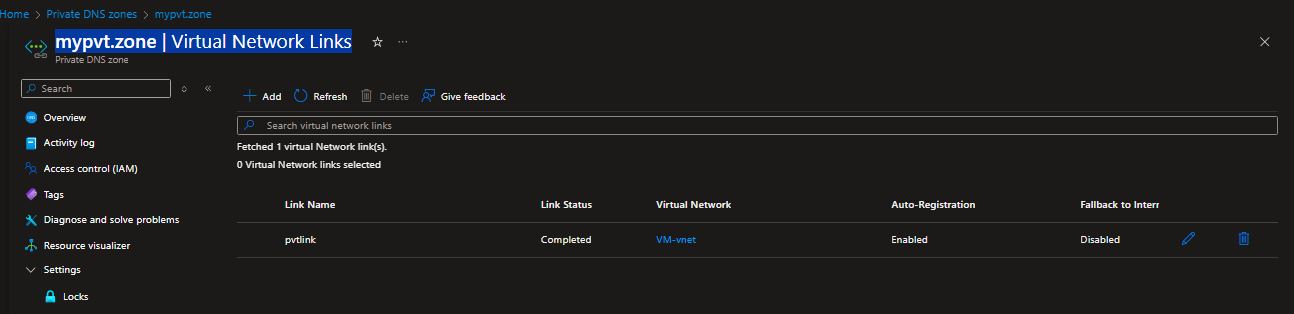 Home > Private DNS zones > mypvt.zone
mypvt.zone | Virtual Network Links
Private DNS zone
Search
Add Refresh Delete Give feedback
Search virtual network links
Fetched 1 virtual Network link(s).
0 Virtual Network links selected
Overview
Activity log
Access control (IAM)
Tags
Diagnose and solve problems
Resource visualizer
Settings
Locks
Link Name Link Status Virtual Network Auto-Registration Fallback to Interr
pvtlink Completed VM-vnet Enabled Disabled